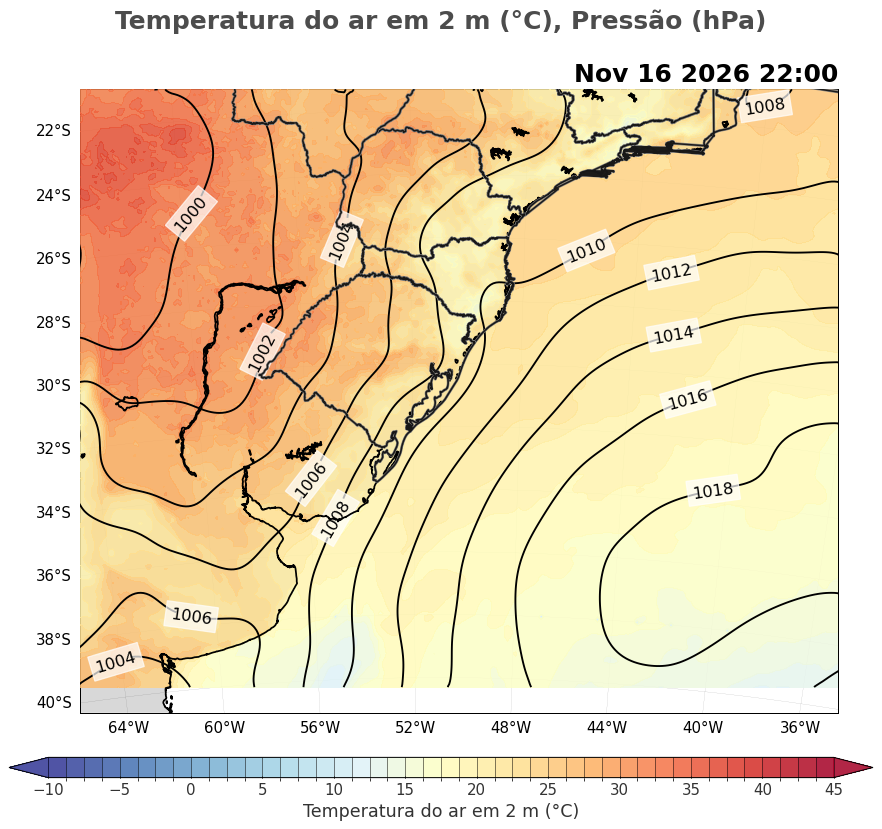 Temperatura do ar em 2 m (°C), Pressão (hPa)
Nov 16 2026 22:00
1008
22°S
24°S
1000
1004
1010
26°S
1012
28°S
1014
1002
30°S
1016
32°S
1006
1018
34°S
1008
36°S
1006
38°S
1004
40°S
64°W 60°W 56°W 52°W 48°W 44°W 40°W 36°W
−10 −5 0 5 10 15 20 25 30 35 40 45
Temperatura do ar em 2 m (°C)